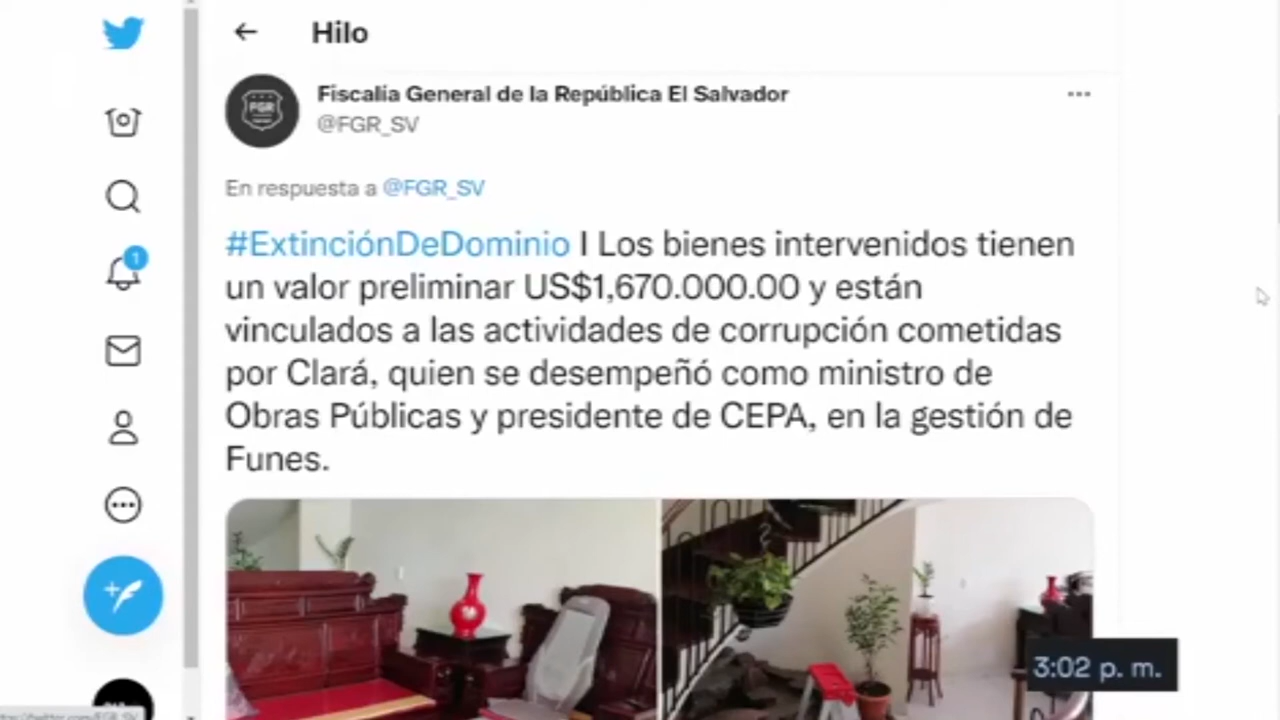 Hilo
FGR
Fiscalía General de la República El Salvador
@FGR_SV
En respuesta a @FGR_SV
#ExtinciónDeDominio I Los bienes intervenidos tienen
un valor preliminar US$1,670.000.00 y están
vinculados a las actividades de corrupción cometidas
por Clará, quien se desempeñó como ministro de
Obras Públicas y presidente de CEPA, en la gestión de
Funes.
1
3:02 p. m.